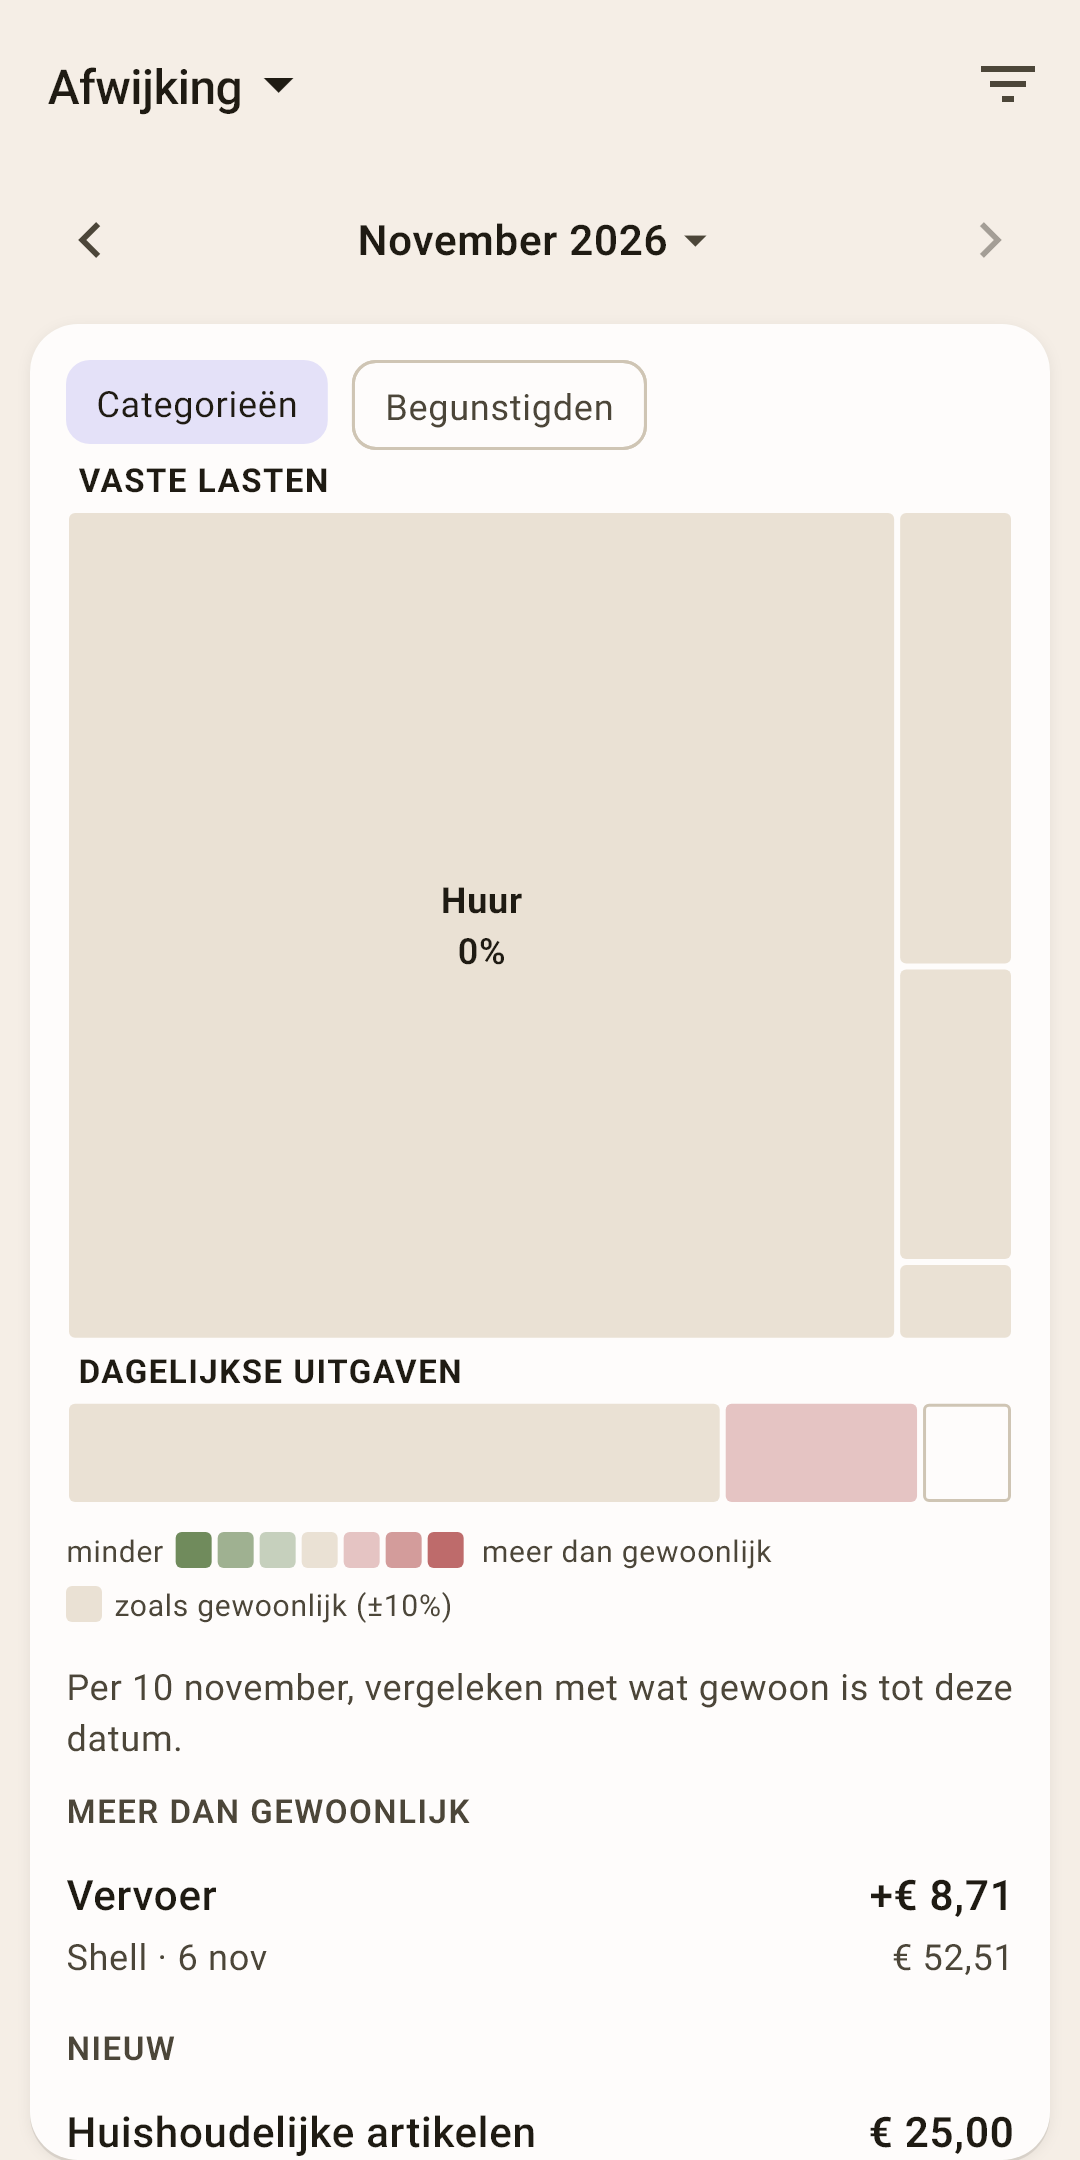 Afwijking
November 2026
Categorieën
Begunstigden
VASTE LASTEN
Huur
0%
DAGELIJKSE UITGAVEN
minder meer dan gewoonlijk
zoals gewoonlijk (±10%)
Per 10 november, vergeleken met wat gewoon is tot deze
datum.
MEER DAN GEWOONLIJK
Vervoer +€ 8,71
Shell · 6 nov € 52,51
NIEUW
Huishoudelijke artikelen € 25,00